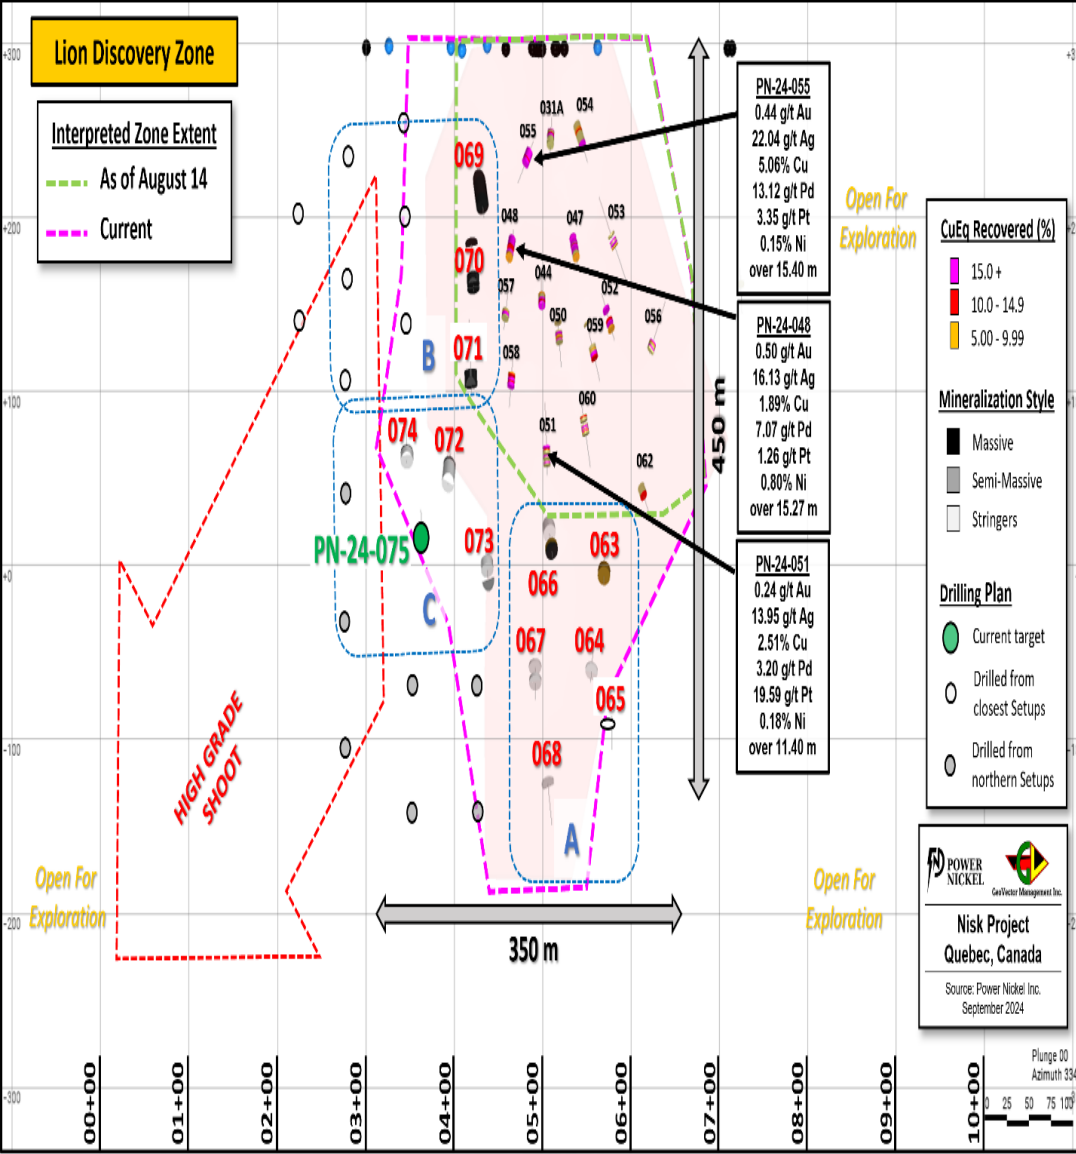 Lion Discovery Zone
Interpreted Zone Extent
As of August 14
Current
+300
+200
+100
+0
-100
-200
-300
031A
054
055
069
048
047
053
070
057
044
052
050
059
056
071
058
B
060
074
072
051
062
PN-24-075
073
063
066
C
067
064
065
068
A
HIGH GRADE
SHOOT
Open For
Exploration
Open For
Exploration
Open For
Exploration
450 m
350 m
PN-24-055
0.44 g/t Au
22.04 g/t Ag
5.06% Cu
13.12 g/t Pd
3.35 g/t Pt
0.15% Ni
over 15.40 m
PN-24-048
0.50 g/t Au
16.13 g/t Ag
1.89% Cu
7.07 g/t Pd
1.26 g/t Pt
0.80% Ni
over 15.27 m
PN-24-051
0.24 g/t Au
13.95 g/t Ag
2.51% Cu
3.20 g/t Pd
19.59 g/t Pt
0.18% Ni
over 11.40 m
CuEq Recovered (%)
15.0 +
10.0 - 14.9
5.00 - 9.99
Mineralization Style
Massive
Semi-Massive
Stringers
Drilling Plan
Current target
Drilled from
closest Setups
Drilled from
northern Setups
POWER
NICKEL
GeoVector Management Inc.
Nisk Project
Quebec, Canada
Source: Power Nickel Inc.
September 2024
Plunge 00
Azimuth 334
0 25 50 75 100
00+00
01+00
02+00
03+00
04+00
05+00
06+00
07+00
08+00
09+00
10+00